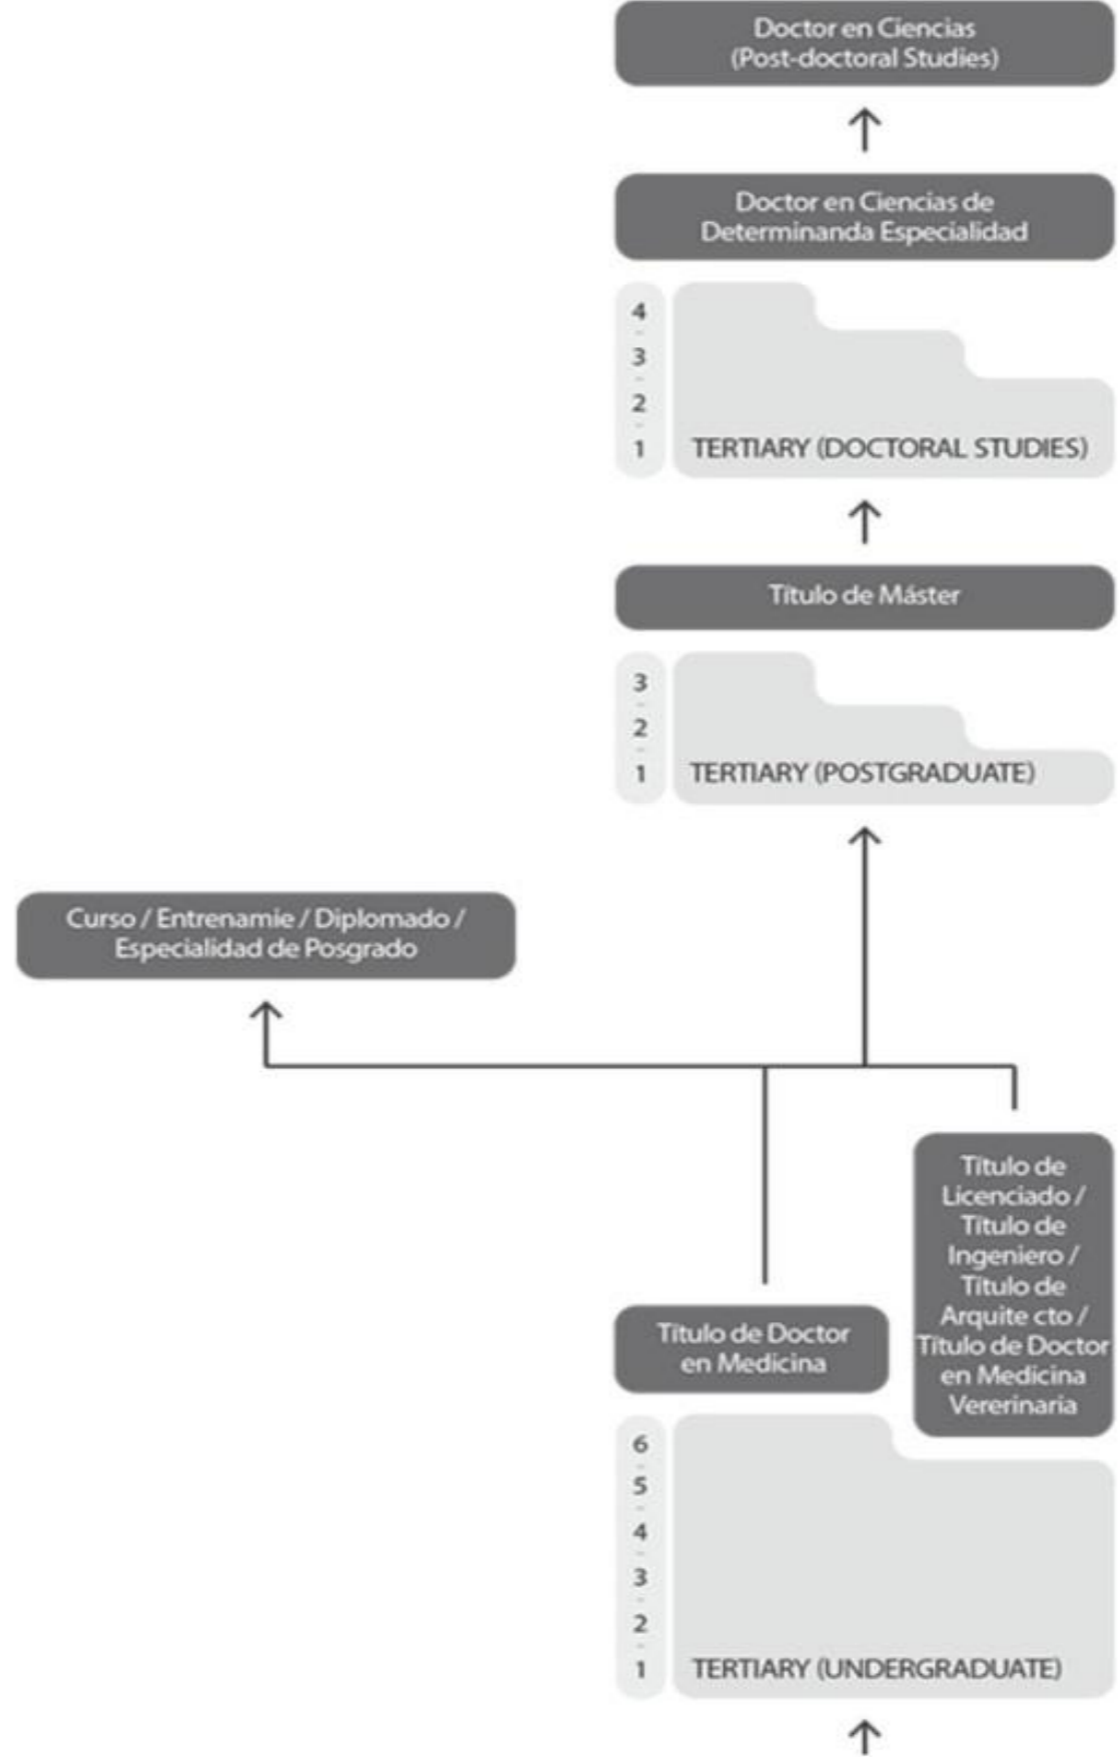 Doctor en Ciencias
(Post-doctoral Studies)
Doctor en Ciencias de
Determinanda Especialidad
4
3
2
1
TERTIARY (DOCTORAL STUDIES)
Título de Máster
3
2
1
TERTIARY (POSTGRADUATE)
Curso / Entrenamie / Diplomado /
Especialidad de Posgrado
Título de
Licenciado /
Título de
Ingeniero /
Título de
Arquite cto /
Título de Doctor
en Medicina
Vererinaria
Título de Doctor
en Medicina
6
5
4
3
2
1
TERTIARY (UNDERGRADUATE)